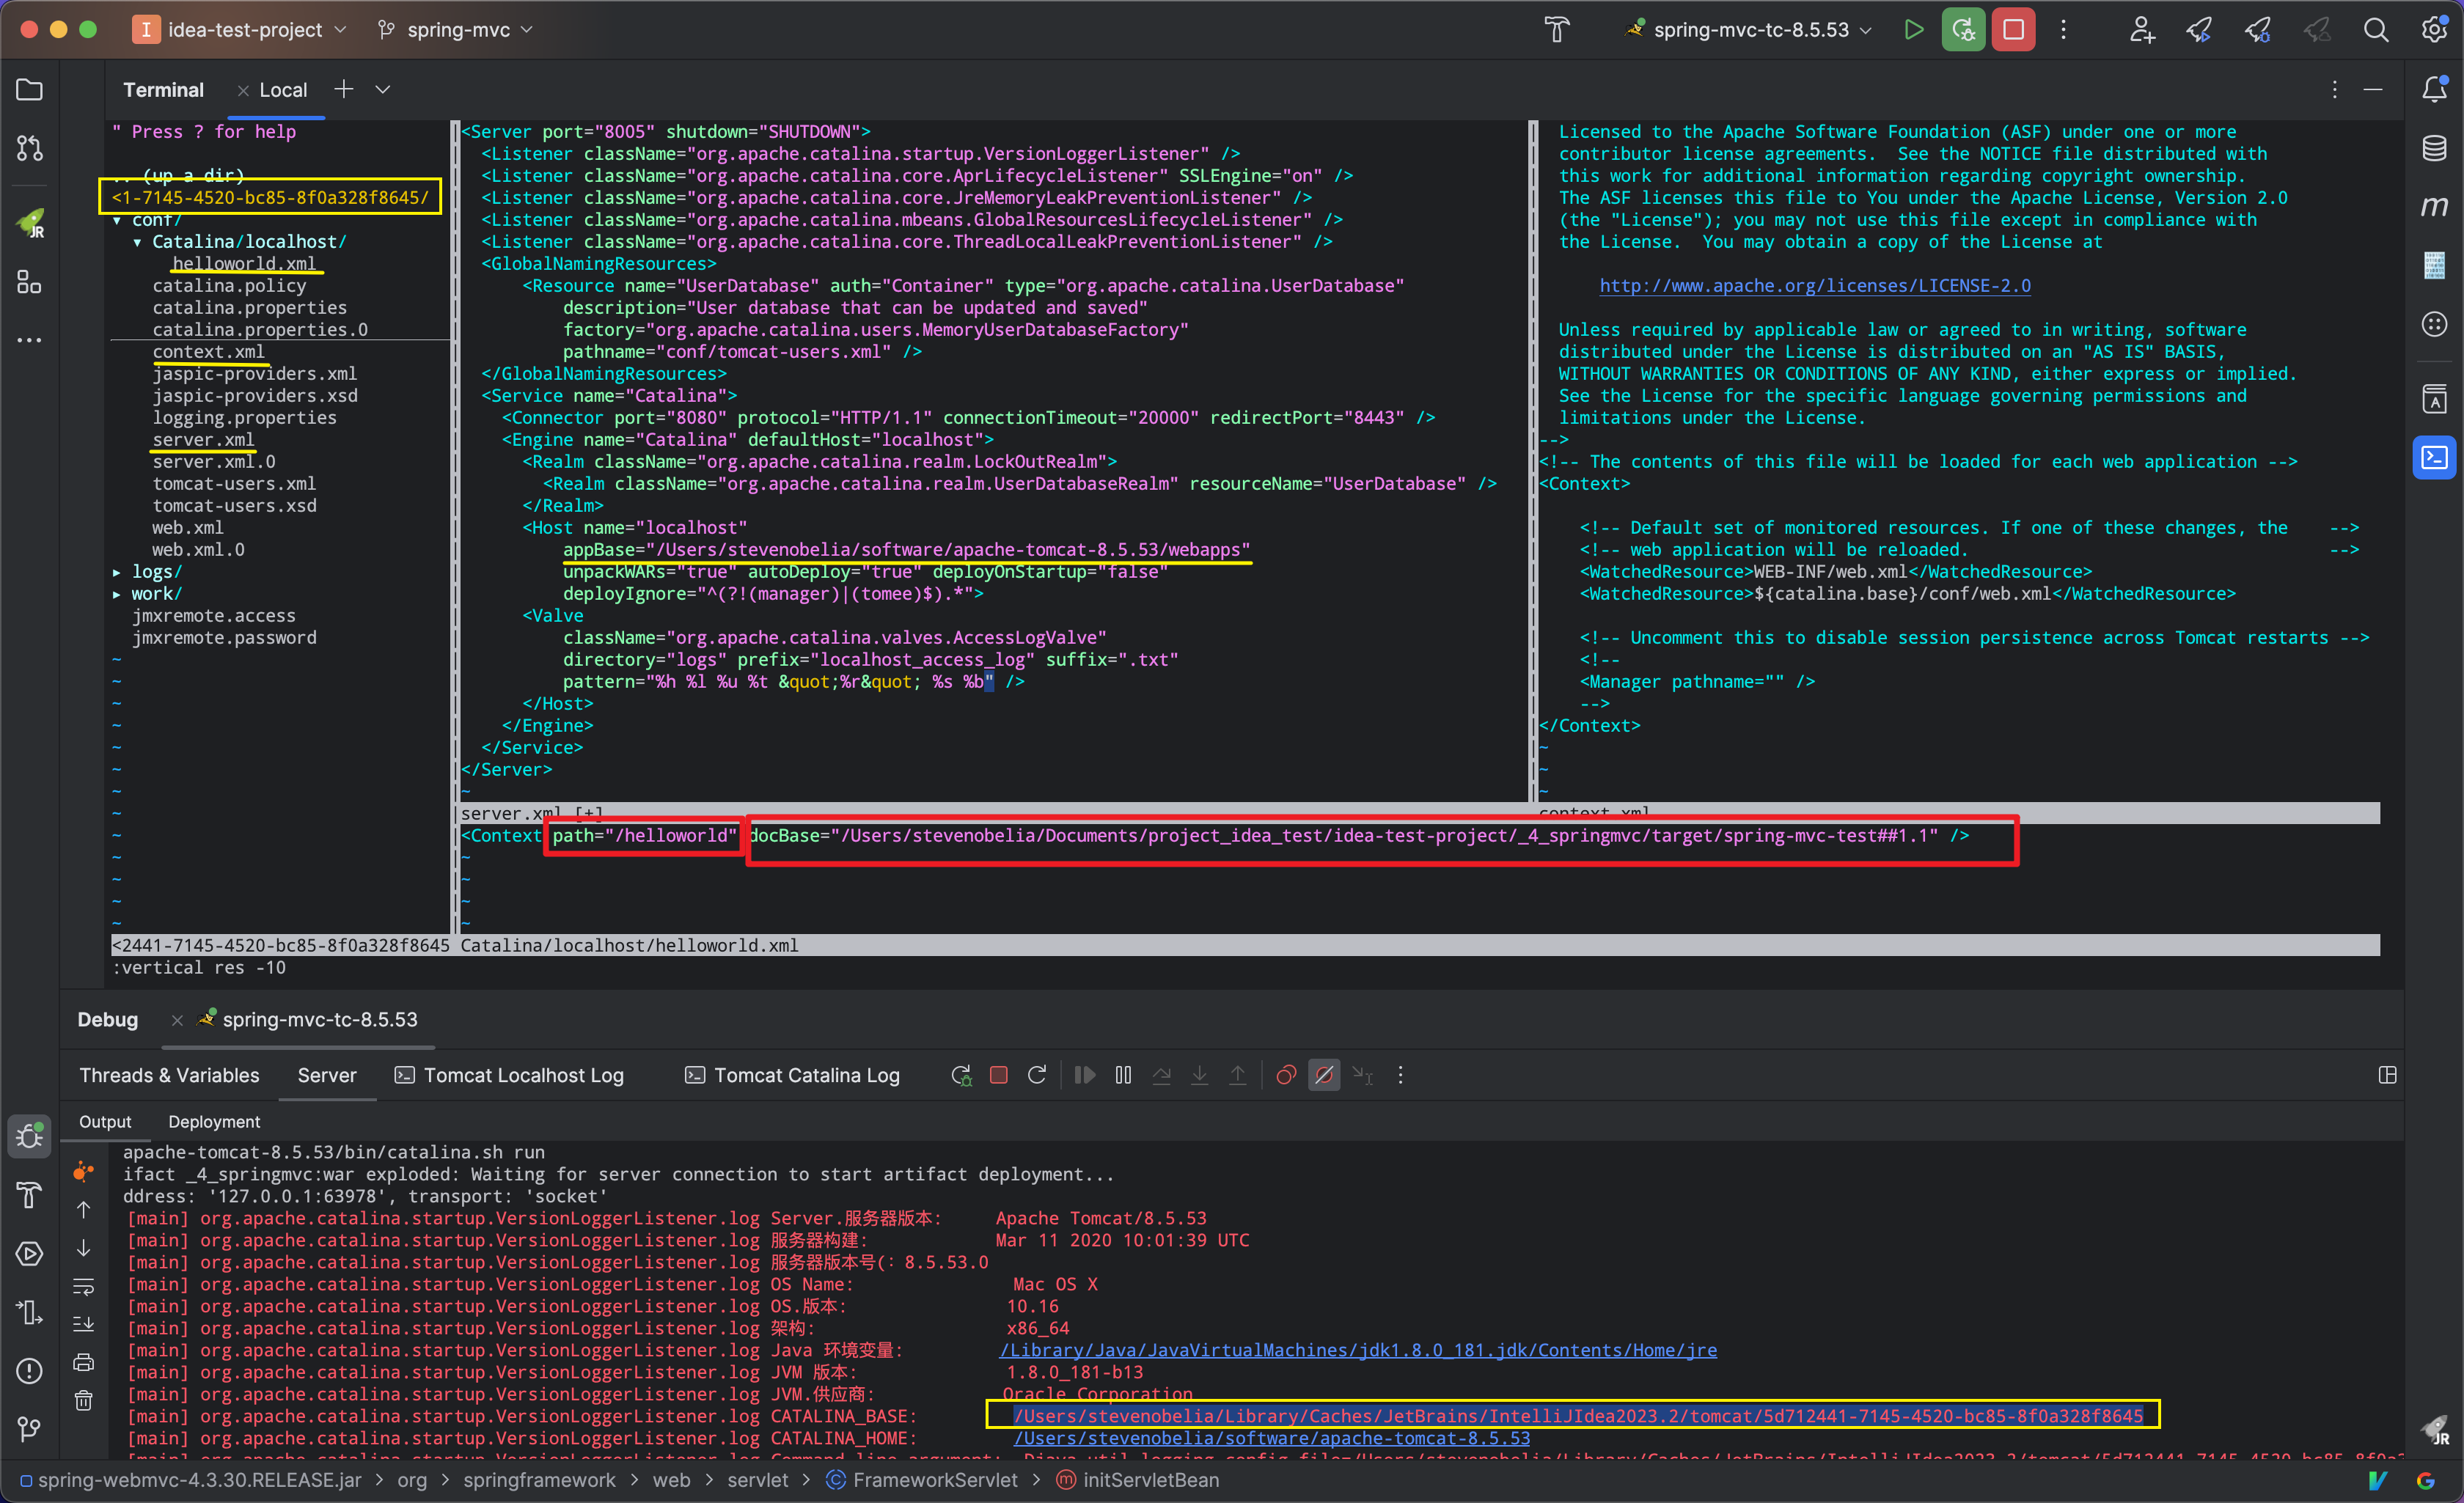 idea-test-project
spring-mvc
spring-mvc-tc-8.5.53
Terminal
Local
" Press ? for help
.. (up a dir)
<1-7145-4520-bc85-8f0a328f8645/
▾ conf/
▾ Catalina/localhost/
helloworld.xml
catalina.policy
catalina.properties
catalina.properties.0
context.xml
jaspic-providers.xml
jaspic-providers.xsd
logging.properties
server.xml
server.xml.0
tomcat-users.xml
tomcat-users.xsd
web.xml
web.xml.0
▸ logs/
▸ work/
jmxremote.access
jmxremote.password
<2441-7145-4520-bc85-8f0a328f8645
:vertical res -10
<Server port="8005" shutdown="SHUTDOWN">
<Listener className="org.apache.catalina.startup.VersionLoggerListener" />
<Listener className="org.apache.catalina.core.AprLifecycleListener" SSLEngine="on" />
<Listener className="org.apache.catalina.core.JreMemoryLeakPreventionListener" />
<Listener className="org.apache.catalina.mbeans.GlobalResourcesLifecycleListener" />
<Listener className="org.apache.catalina.core.ThreadLocalLeakPreventionListener" />
<GlobalNamingResources>
<Resource name="UserDatabase" auth="Container" type="org.apache.catalina.UserDatabase"
description="User database that can be updated and saved"
factory="org.apache.catalina.users.MemoryUserDatabaseFactory"
pathname="conf/tomcat-users.xml" />
</GlobalNamingResources>
<Service name="Catalina">
<Connector port="8080" protocol="HTTP/1.1" connectionTimeout="20000" redirectPort="8443" />
<Engine name="Catalina" defaultHost="localhost">
<Realm className="org.apache.catalina.realm.LockOutRealm">
<Realm className="org.apache.catalina.realm.UserDatabaseRealm" resourceName="UserDatabase" />
</Realm>
<Host name="localhost"
appBase="/Users/stevenobelia/software/apache-tomcat-8.5.53/webapps"
unpackWARs="true" autoDeploy="true" deployOnStartup="false"
deployIgnore="^(?!(manager)|(tomee)$).*">
<Valve
className="org.apache.catalina.valves.AccessLogValve"
directory="logs" prefix="localhost_access_log" suffix=".txt"
pattern="%h %l %u %t &quot;%r&quot; %s %b" />
</Host>
</Engine>
</Service>
</Server>
server.xml [+]
Licensed to the Apache Software Foundation (ASF) under one or more
contributor license agreements.  See the NOTICE file distributed with
this work for additional information regarding copyright ownership.
The ASF licenses this file to You under the Apache License, Version 2.0
(the "License"); you may not use this file except in compliance with
the License.  You may obtain a copy of the License at
http://www.apache.org/licenses/LICENSE-2.0
Unless required by applicable law or agreed to in writing, software
distributed under the License is distributed on an "AS IS" BASIS,
WITHOUT WARRANTIES OR CONDITIONS OF ANY KIND, either express or implied.
See the License for the specific language governing permissions and
limitations under the License.
-->
<!-- The contents of this file will be loaded for each web application -->
<Context>
<!-- Default set of monitored resources. If one of these changes, the    -->
<!-- web application will be reloaded.                                   -->
<WatchedResource>WEB-INF/web.xml</WatchedResource>
<WatchedResource>${catalina.base}/conf/web.xml</WatchedResource>
<!-- Uncomment this to disable session persistence across Tomcat restarts -->
<!--
<Manager pathname="" />
-->
</Context>
context.xml
<Context path="/helloworld" docBase="/Users/stevenobelia/Documents/project_idea_test/idea-test-project/_4_springmvc/target/spring-mvc-test##1.1" />
Catalina/localhost/helloworld.xml
Debug
spring-mvc-tc-8.5.53
Threads & Variables
Server
Tomcat Localhost Log
Tomcat Catalina Log
Output
Deployment
apache-tomcat-8.5.53/bin/catalina.sh run
ifact _4_springmvc:war exploded: Waiting for server connection to start artifact deployment...
ddress: '127.0.0.1:63978', transport: 'socket'
[main] org.apache.catalina.startup.VersionLoggerListener.log Server.服务器版本: Apache Tomcat/8.5.53
[main] org.apache.catalina.startup.VersionLoggerListener.log 服务器构建: Mar 11 2020 10:01:39 UTC
[main] org.apache.catalina.startup.VersionLoggerListener.log 服务器版本号(: 8.5.53.0
[main] org.apache.catalina.startup.VersionLoggerListener.log OS Name: Mac OS X
[main] org.apache.catalina.startup.VersionLoggerListener.log OS.版本: 10.16
[main] org.apache.catalina.startup.VersionLoggerListener.log 架构: x86_64
[main] org.apache.catalina.startup.VersionLoggerListener.log Java 环境变量: /Library/Java/JavaVirtualMachines/jdk1.8.0_181.jdk/Contents/Home/jre
[main] org.apache.catalina.startup.VersionLoggerListener.log JVM 版本: 1.8.0_181-b13
[main] org.apache.catalina.startup.VersionLoggerListener.log JVM.供应商: Oracle Corporation
[main] org.apache.catalina.startup.VersionLoggerListener.log CATALINA_BASE: /Users/stevenobelia/Library/Caches/JetBrains/IntelliJIdea2023.2/tomcat/5d712441-7145-4520-bc85-8f0a328f8645
[main] org.apache.catalina.startup.VersionLoggerListener.log CATALINA_HOME: /Users/stevenobelia/software/apache-tomcat-8.5.53
spring-webmvc-4.3.30.RELEASE.jar > org > springframework > web > servlet > FrameworkServlet > initServletBean